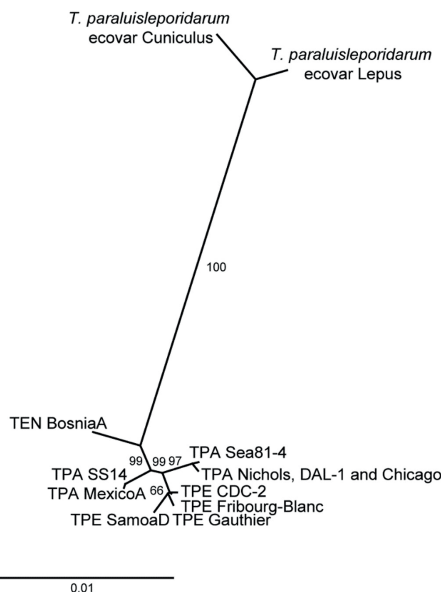 T. paraluisleporidarum
ecovar Cuniculus
T. paraluisleporidarum
ecovar Lepus
100
TEN BosniaA
99
99
97
TPA Sea81-4
TPA SS14
TPA Nichols, DAL-1 and Chicago
TPA MexicoA
66
TPE CDC-2
TPE Fribourg-Blanc
TPE SamoaD
TPE Gauthier
0.01